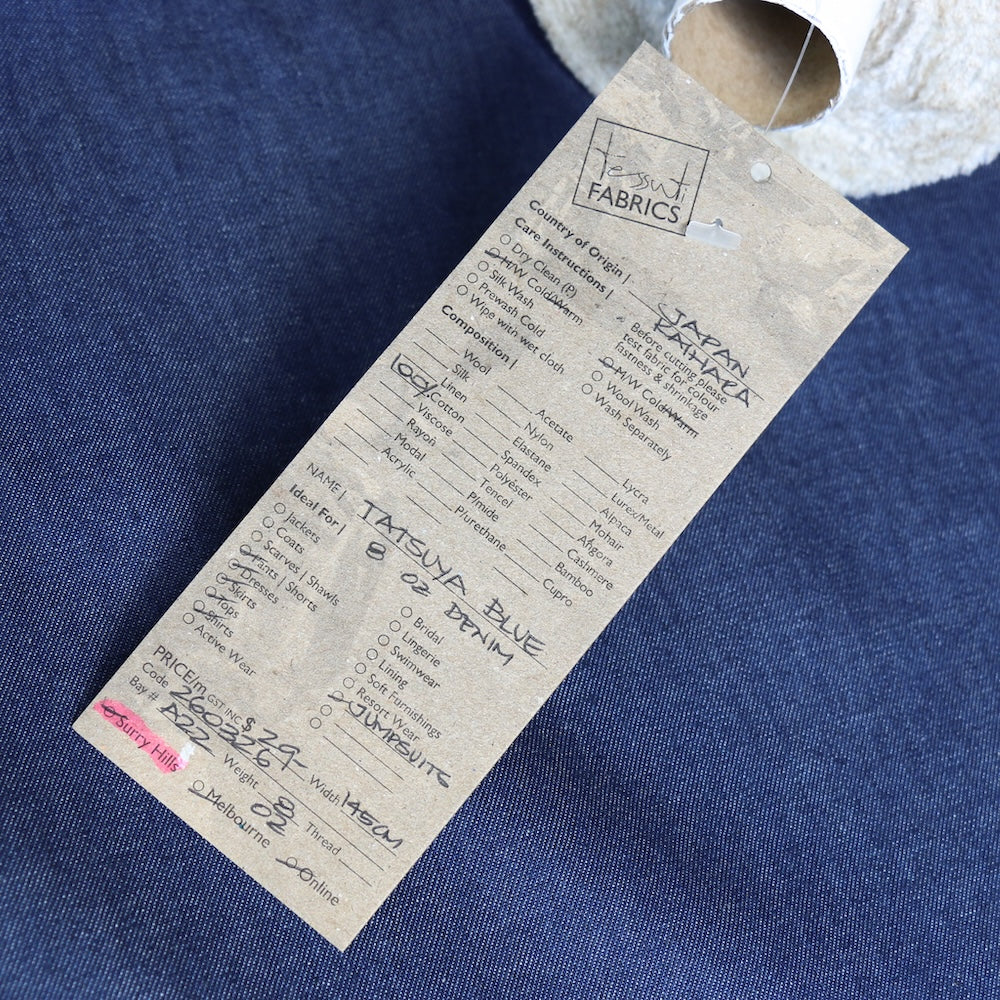 tessuti
FABRICS
Country of Origin | JAPAN
KAIHARA
Care Instructions |
Dry Clean (P)
H/W Cold/Warm
Silk Wash
Prewash Cold
Wipe with wet cloth
Before cutting please
test fabric for colour
fastness & shrinkage
M/W Cold/Warm
Wool Wash
Wash Separately
Composition |
Wool
Silk
Linen
100% Cotton
Viscose
Rayon
Modal
Acrylic
Acetate
Nylon
Elastane
Spandex
Polyester
Tencel
P/mide
P/urethane
Lycra
Lurex/Metal
Alpaca
Mohair
Angora
Cashmere
Bamboo
Cupro
NAME | TATSUYA BLUE
8 OZ DENIM
Ideal For |
Jackets
Coats
Scarves | Shawls
Pants | Shorts
Dresses
Skirts
Tops
Shirts
Active Wear
Bridal
Lingerie
Swimwear
Lining
Soft Furnishings
Resort Wear
JUMPSUITS
PRICE/m GST INC $ 29-
Code 260326 Width 145CM
Bay # A22 Weight 8 OZ Thread
Surry Hills
Melbourne
Online